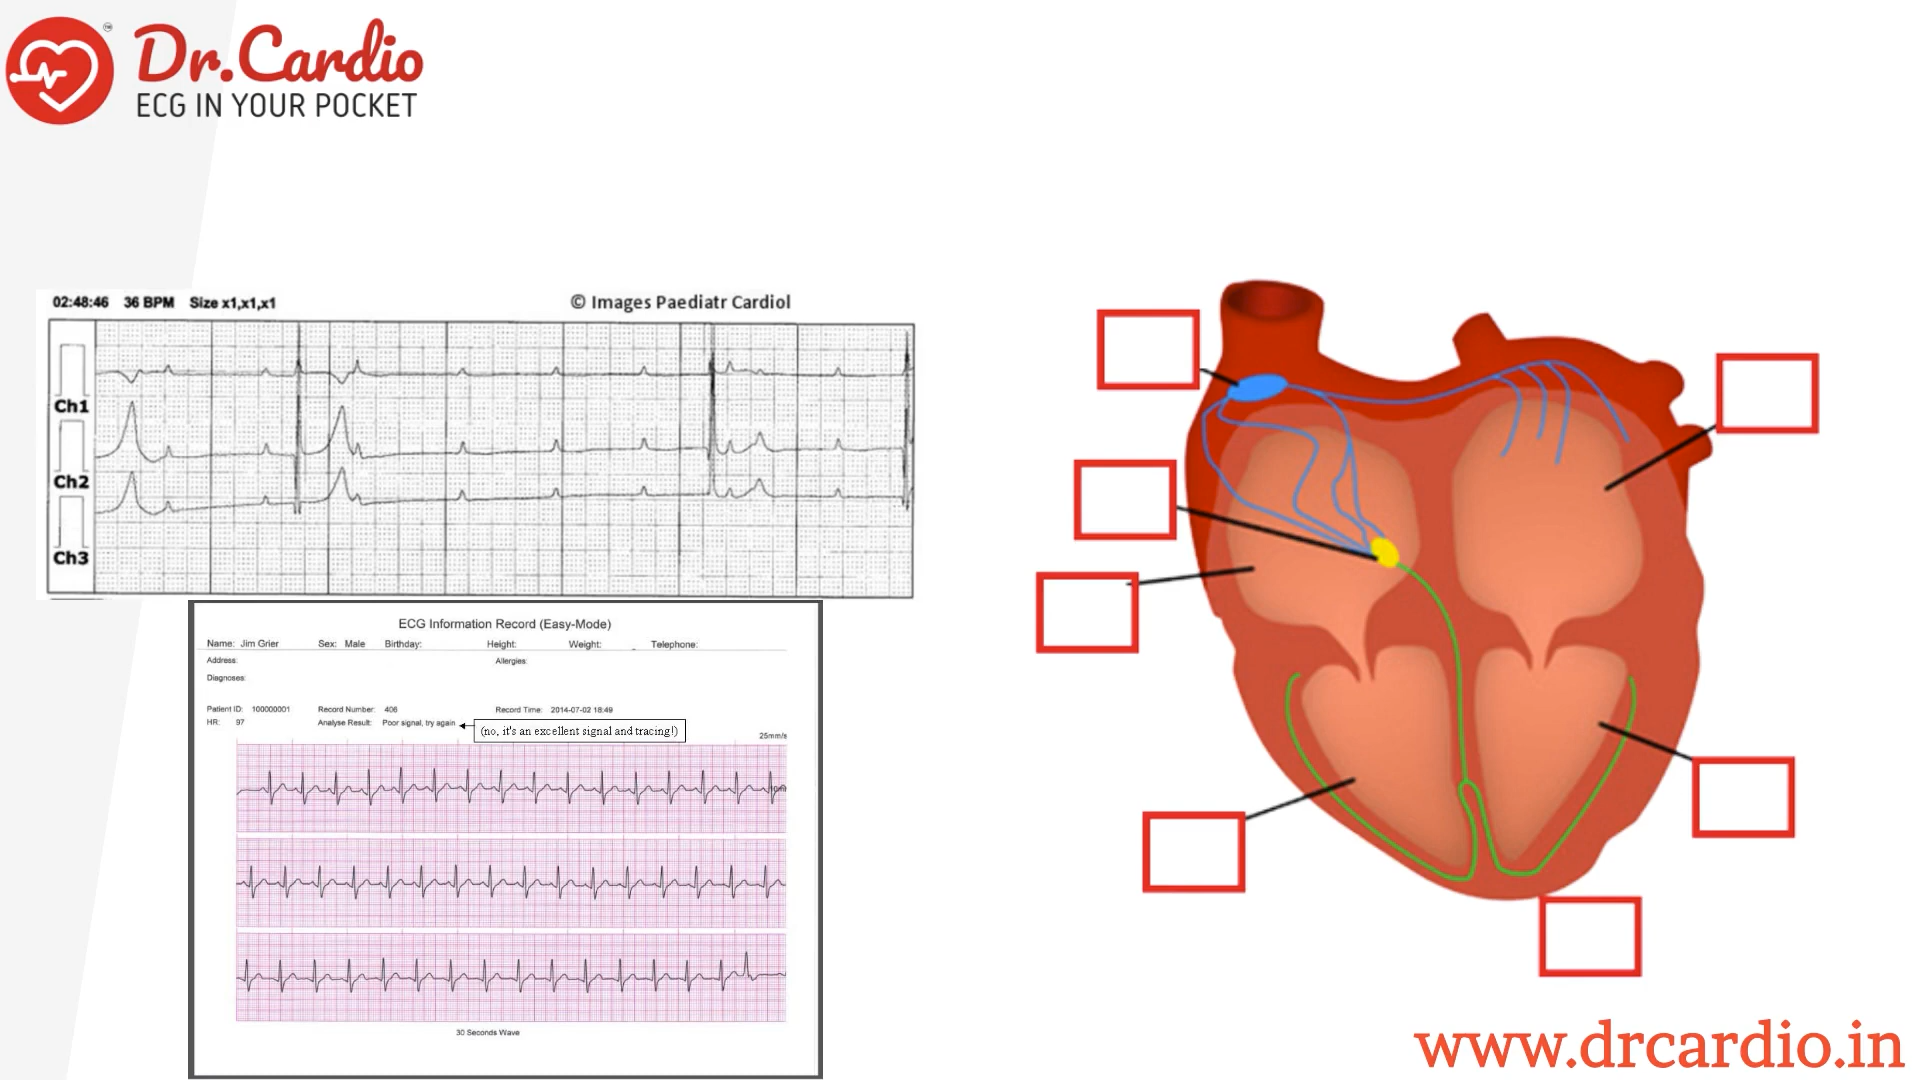 Dr.Cardio
ECG IN YOUR POCKET
02:48:46 36 BPM Size x1,x1,x1 © Images Paediatr Cardiol
Ch1
Ch2
Ch3
ECG Information Record (Easy-Mode)
Name: Jim Grier Sex: Male Birthday: Height: Weight: Telephone:
Address: Allergies:
Diagnoses:
Patient ID: 100000001 Record Number: 406 Record Time: 2014-07-02 18:49
HR: 97 Analyse Result: Poor signal, try again
(no, it's an excellent signal and tracing!)
25mm/s
30 Seconds Wave
www.drcardio.in